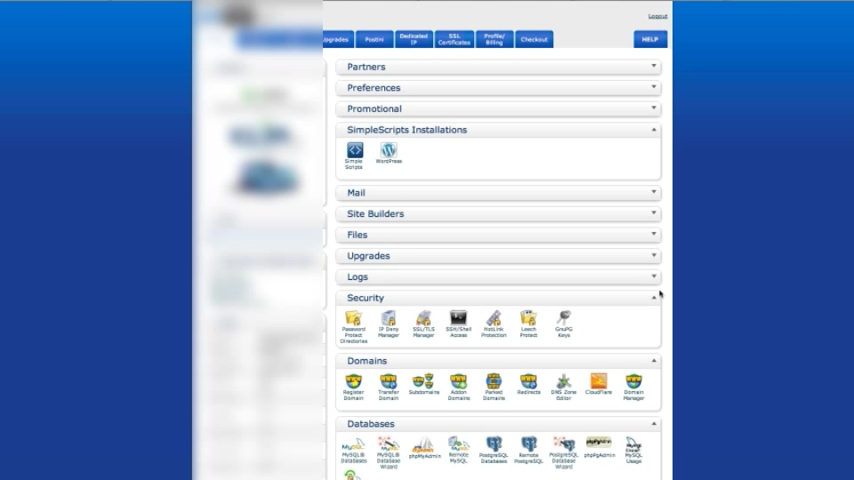 Logout
Upgrades
Postini
Dedicated
IP
SSL
Certificates
Profile/
Billing
Checkout
HELP
Partners
Preferences
Promotional
SimpleScripts Installations
Simple
Scripts
WordPress
Mail
Site Builders
Files
Upgrades
Logs
Security
Password
Protect
Directories
IP Deny
Manager
SSL/TLS
Manager
SSH/Shell
Access
HotLink
Protection
Leech
Protect
GnuPG
Keys
Domains
Register
Domain
Transfer
Domain
Subdomains
Addon
Domains
Parked
Domains
Redirects
DNS Zone
Editor
CloudFlare
Domain
Manager
Databases
MySQL®
Databases
MySQL®
Database
Wizard
phpMyAdmin
Remote
MySQL
PostgreSQL
Databases
Remote
PostgreSQL
PostgreSQL
Database
Wizard
phpPgAdmin
MySQL
Usage